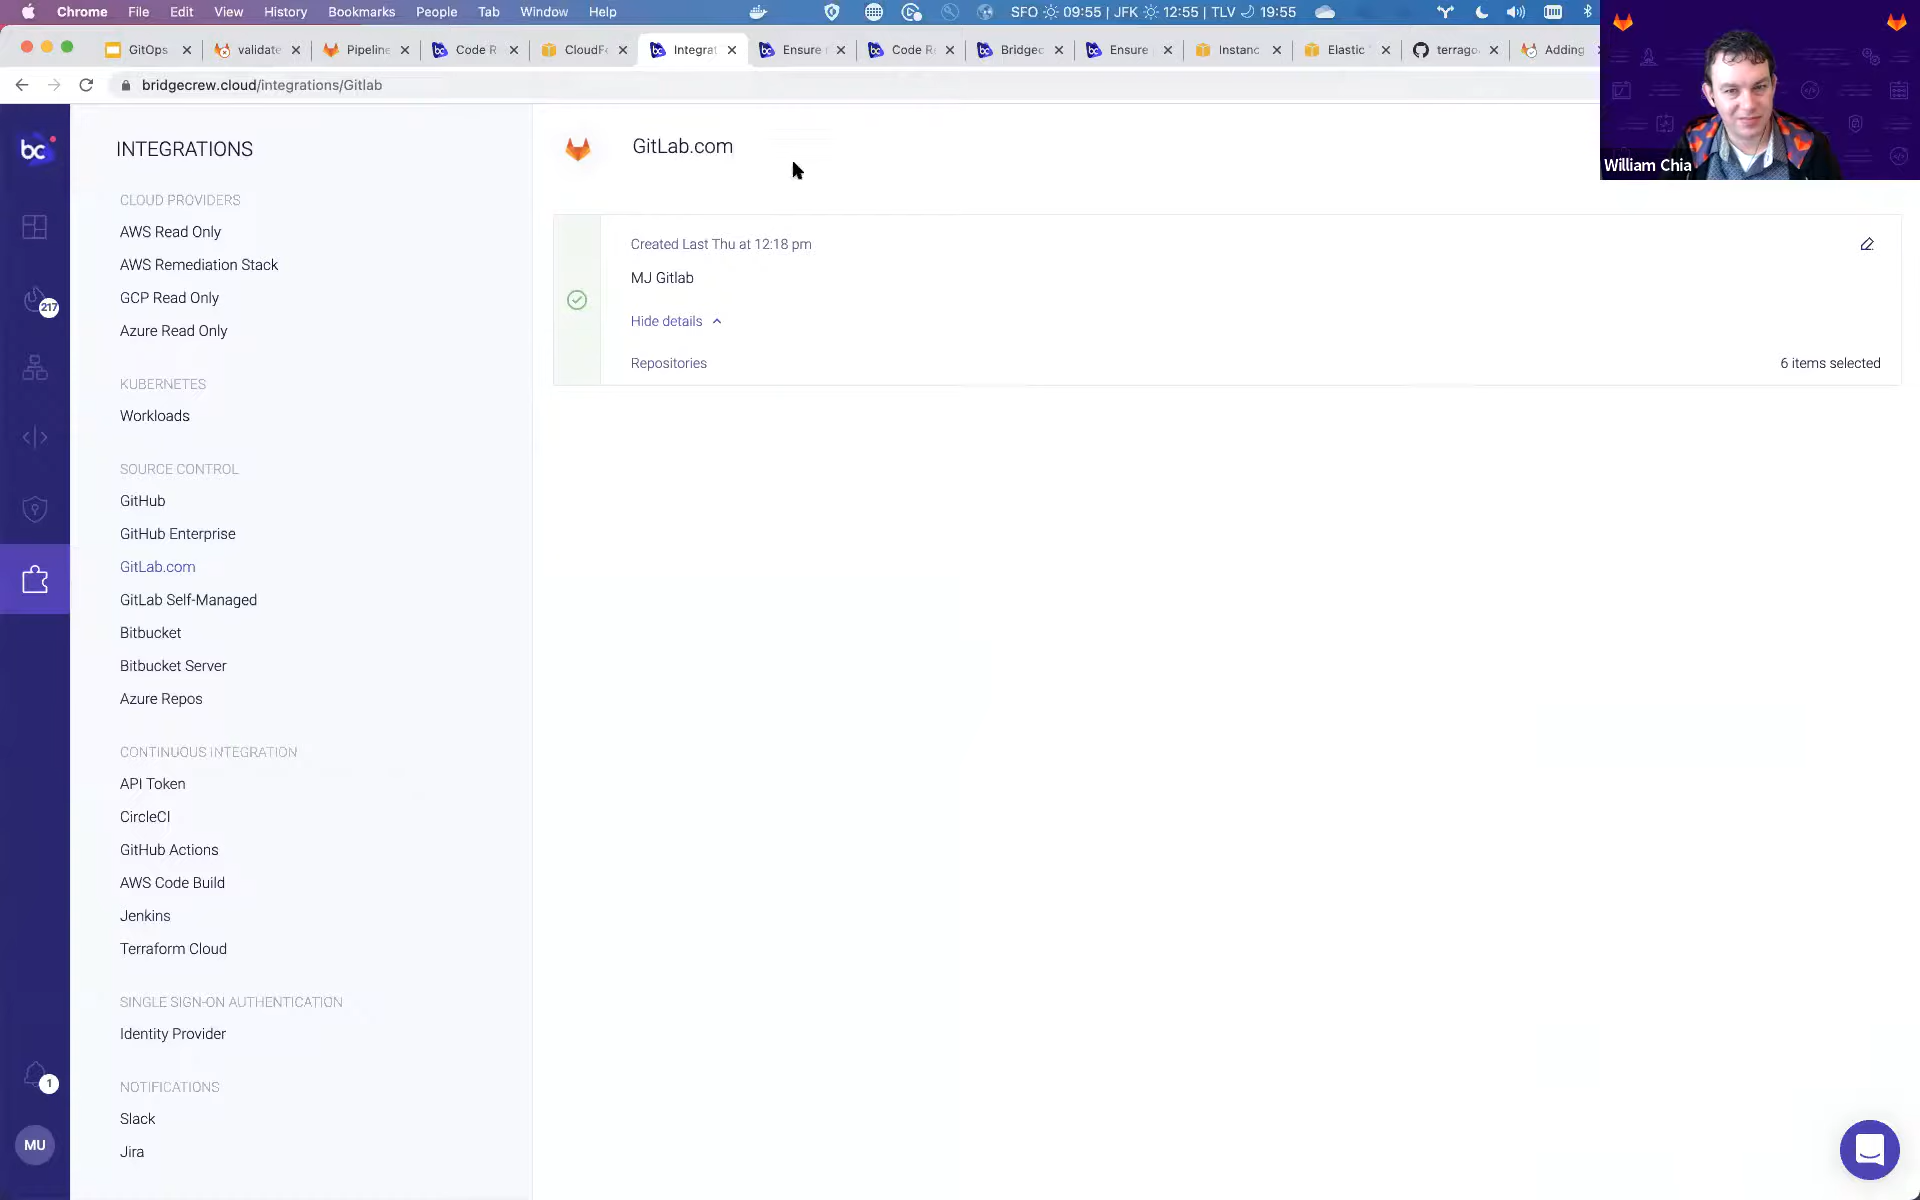 Chrome File Edit View History Bookmarks People Tab Window Help
SFO 09:55 | JFK 12:55 | TLV 19:55
GitOps
validate
Pipeline
Code R
CloudFo
Integrat
Ensure
Code Re
Bridgec
Ensure
Instanc
Elastic
terrago
Adding
bridgecrew.cloud/integrations/Gitlab
William Chia
bc
217
1
MU
INTEGRATIONS
CLOUD PROVIDERS
AWS Read Only
AWS Remediation Stack
GCP Read Only
Azure Read Only
KUBERNETES
Workloads
SOURCE CONTROL
GitHub
GitHub Enterprise
GitLab.com
GitLab Self-Managed
Bitbucket
Bitbucket Server
Azure Repos
CONTINUOUS INTEGRATION
API Token
CircleCI
GitHub Actions
AWS Code Build
Jenkins
Terraform Cloud
SINGLE SIGN-ON AUTHENTICATION
Identity Provider
NOTIFICATIONS
Slack
Jira
GitLab.com
Created Last Thu at 12:18 pm
MJ Gitlab
Hide details
Repositories
6 items selected